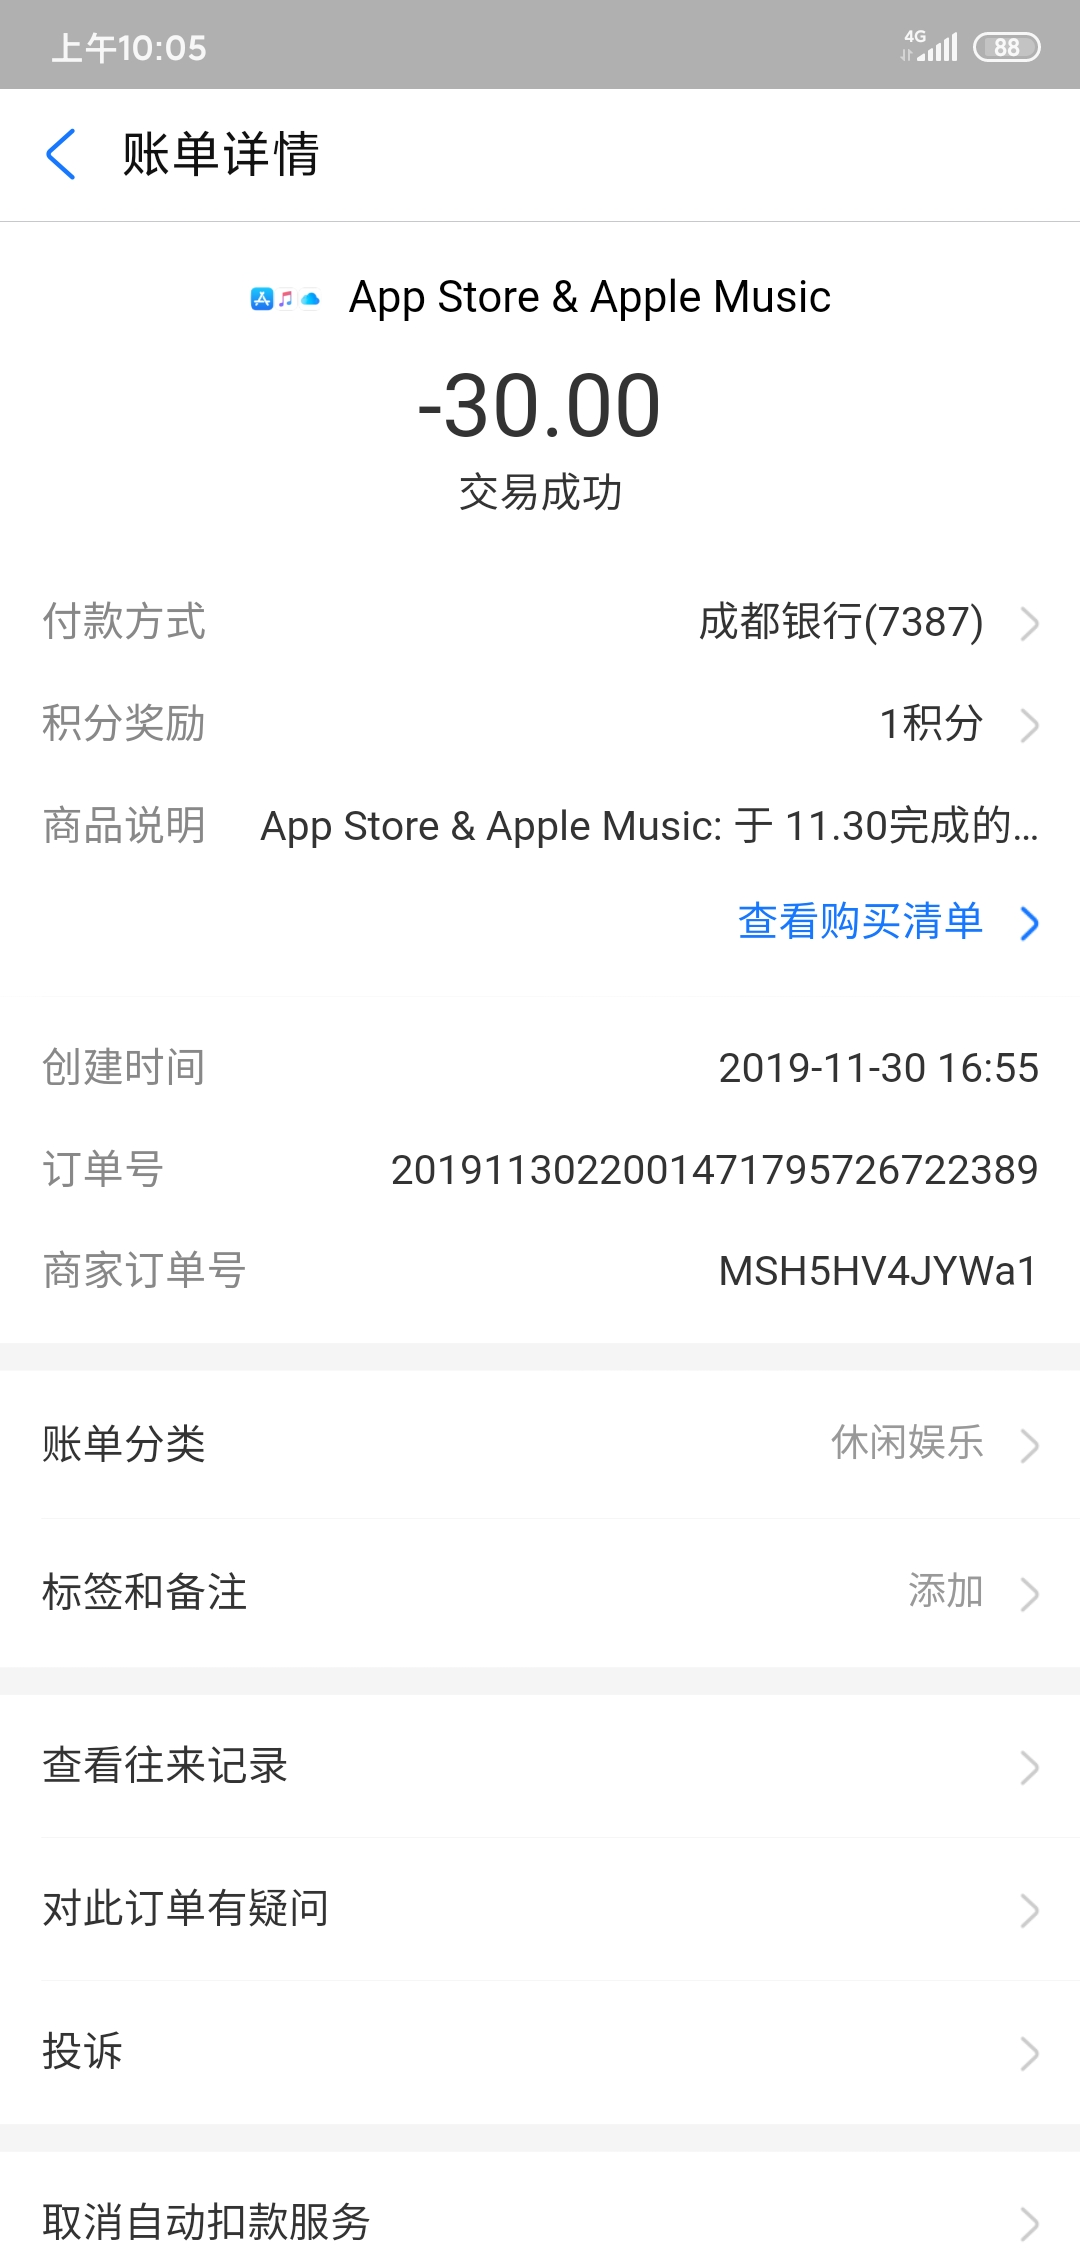 上午10:05
4G
88
账单详情
App Store & Apple Music
-30.00
交易成功
付款方式 成都银行(7387)
积分奖励 1积分
商品说明 App Store & Apple Music: 于 11.30完成的...
查看购买清单
创建时间 2019-11-30 16:55
订单号 2019113022001471795726722389
商家订单号 MSH5HV4JYWa1
账单分类 休闲娱乐
标签和备注 添加
查看往来记录
对此订单有疑问
投诉
取消自动扣款服务